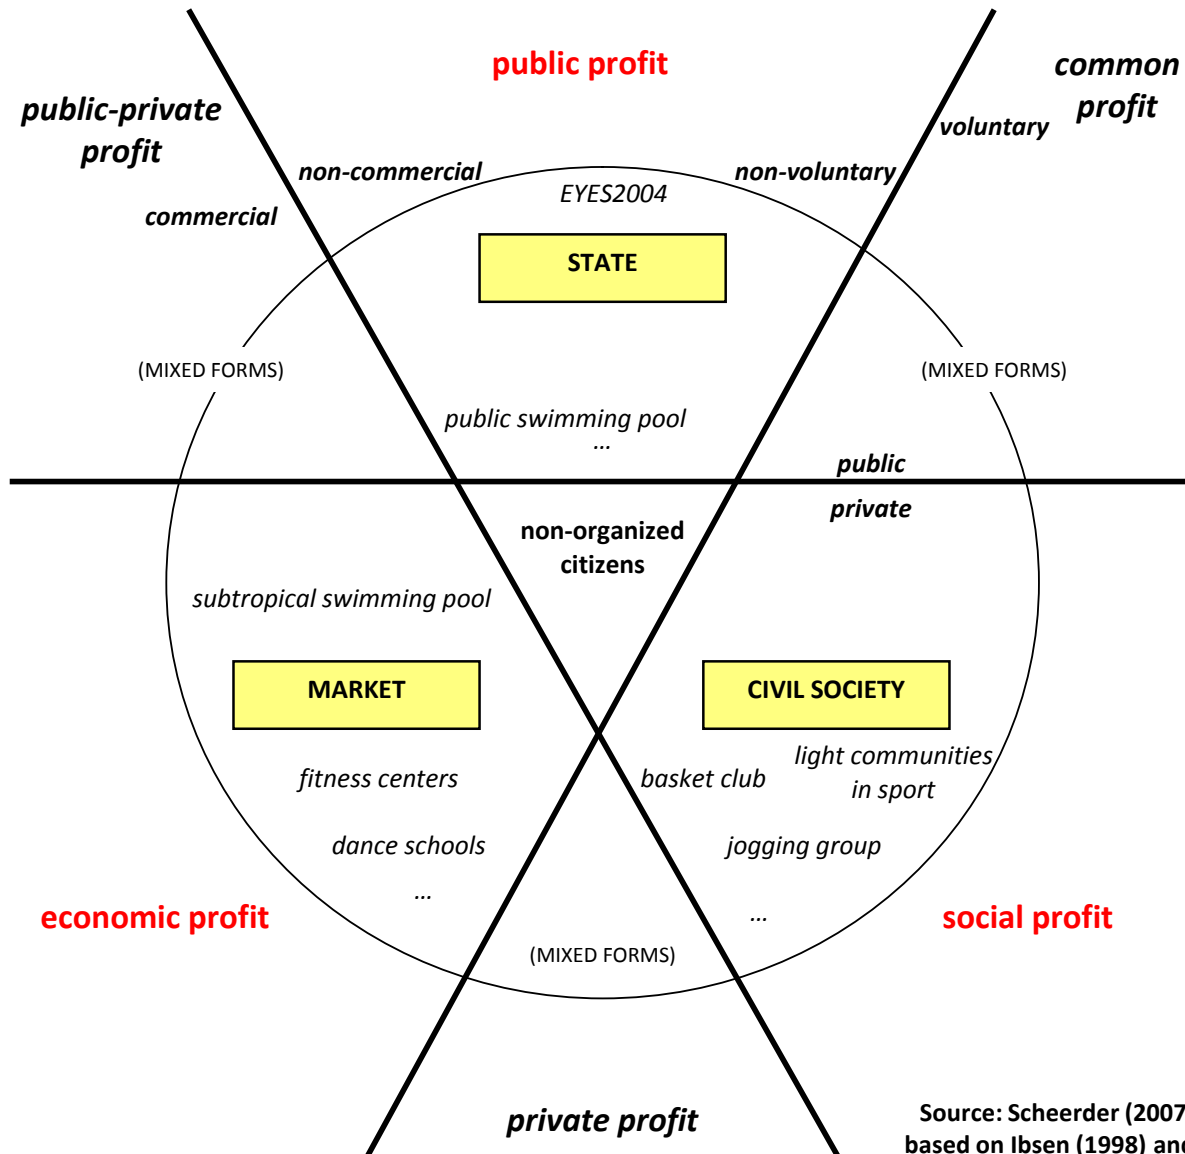 public profit
common
profit
public-private
profit
voluntary
non-commercial
non-voluntary
EYES2004
commercial
STATE
(MIXED FORMS)
(MIXED FORMS)
public swimming pool
...
public
private
non-organized
citizens
subtropical swimming pool
MARKET
CIVIL SOCIETY
fitness centers
basket club
light communities
in sport
dance schools
jogging group
...
...
economic profit
social profit
(MIXED FORMS)
private profit
Source: Scheerder (2007
based on Ibsen (1998) and